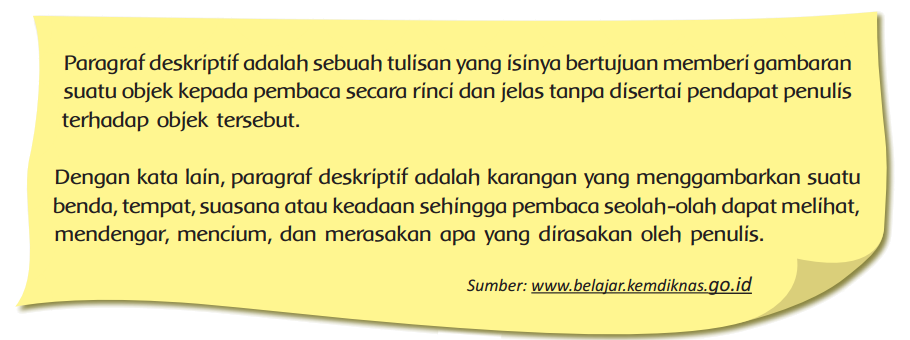 Paragraf deskriptif adalah sebuah tulisan yang isinya bertujuan memberi gambaran
suatu objek kepada pembaca secara rinci dan jelas tanpa disertai pendapat penulis
terhadap objek tersebut.
Dengan kata lain, paragraf deskriptif adalah karangan yang menggambarkan suatu
benda, tempat, suasana atau keadaan sehingga pembaca seolah-olah dapat melihat,
mendengar, mencium, dan merasakan apa yang dirasakan oleh penulis.
Sumber: www.belajar.kemdiknas.go.id